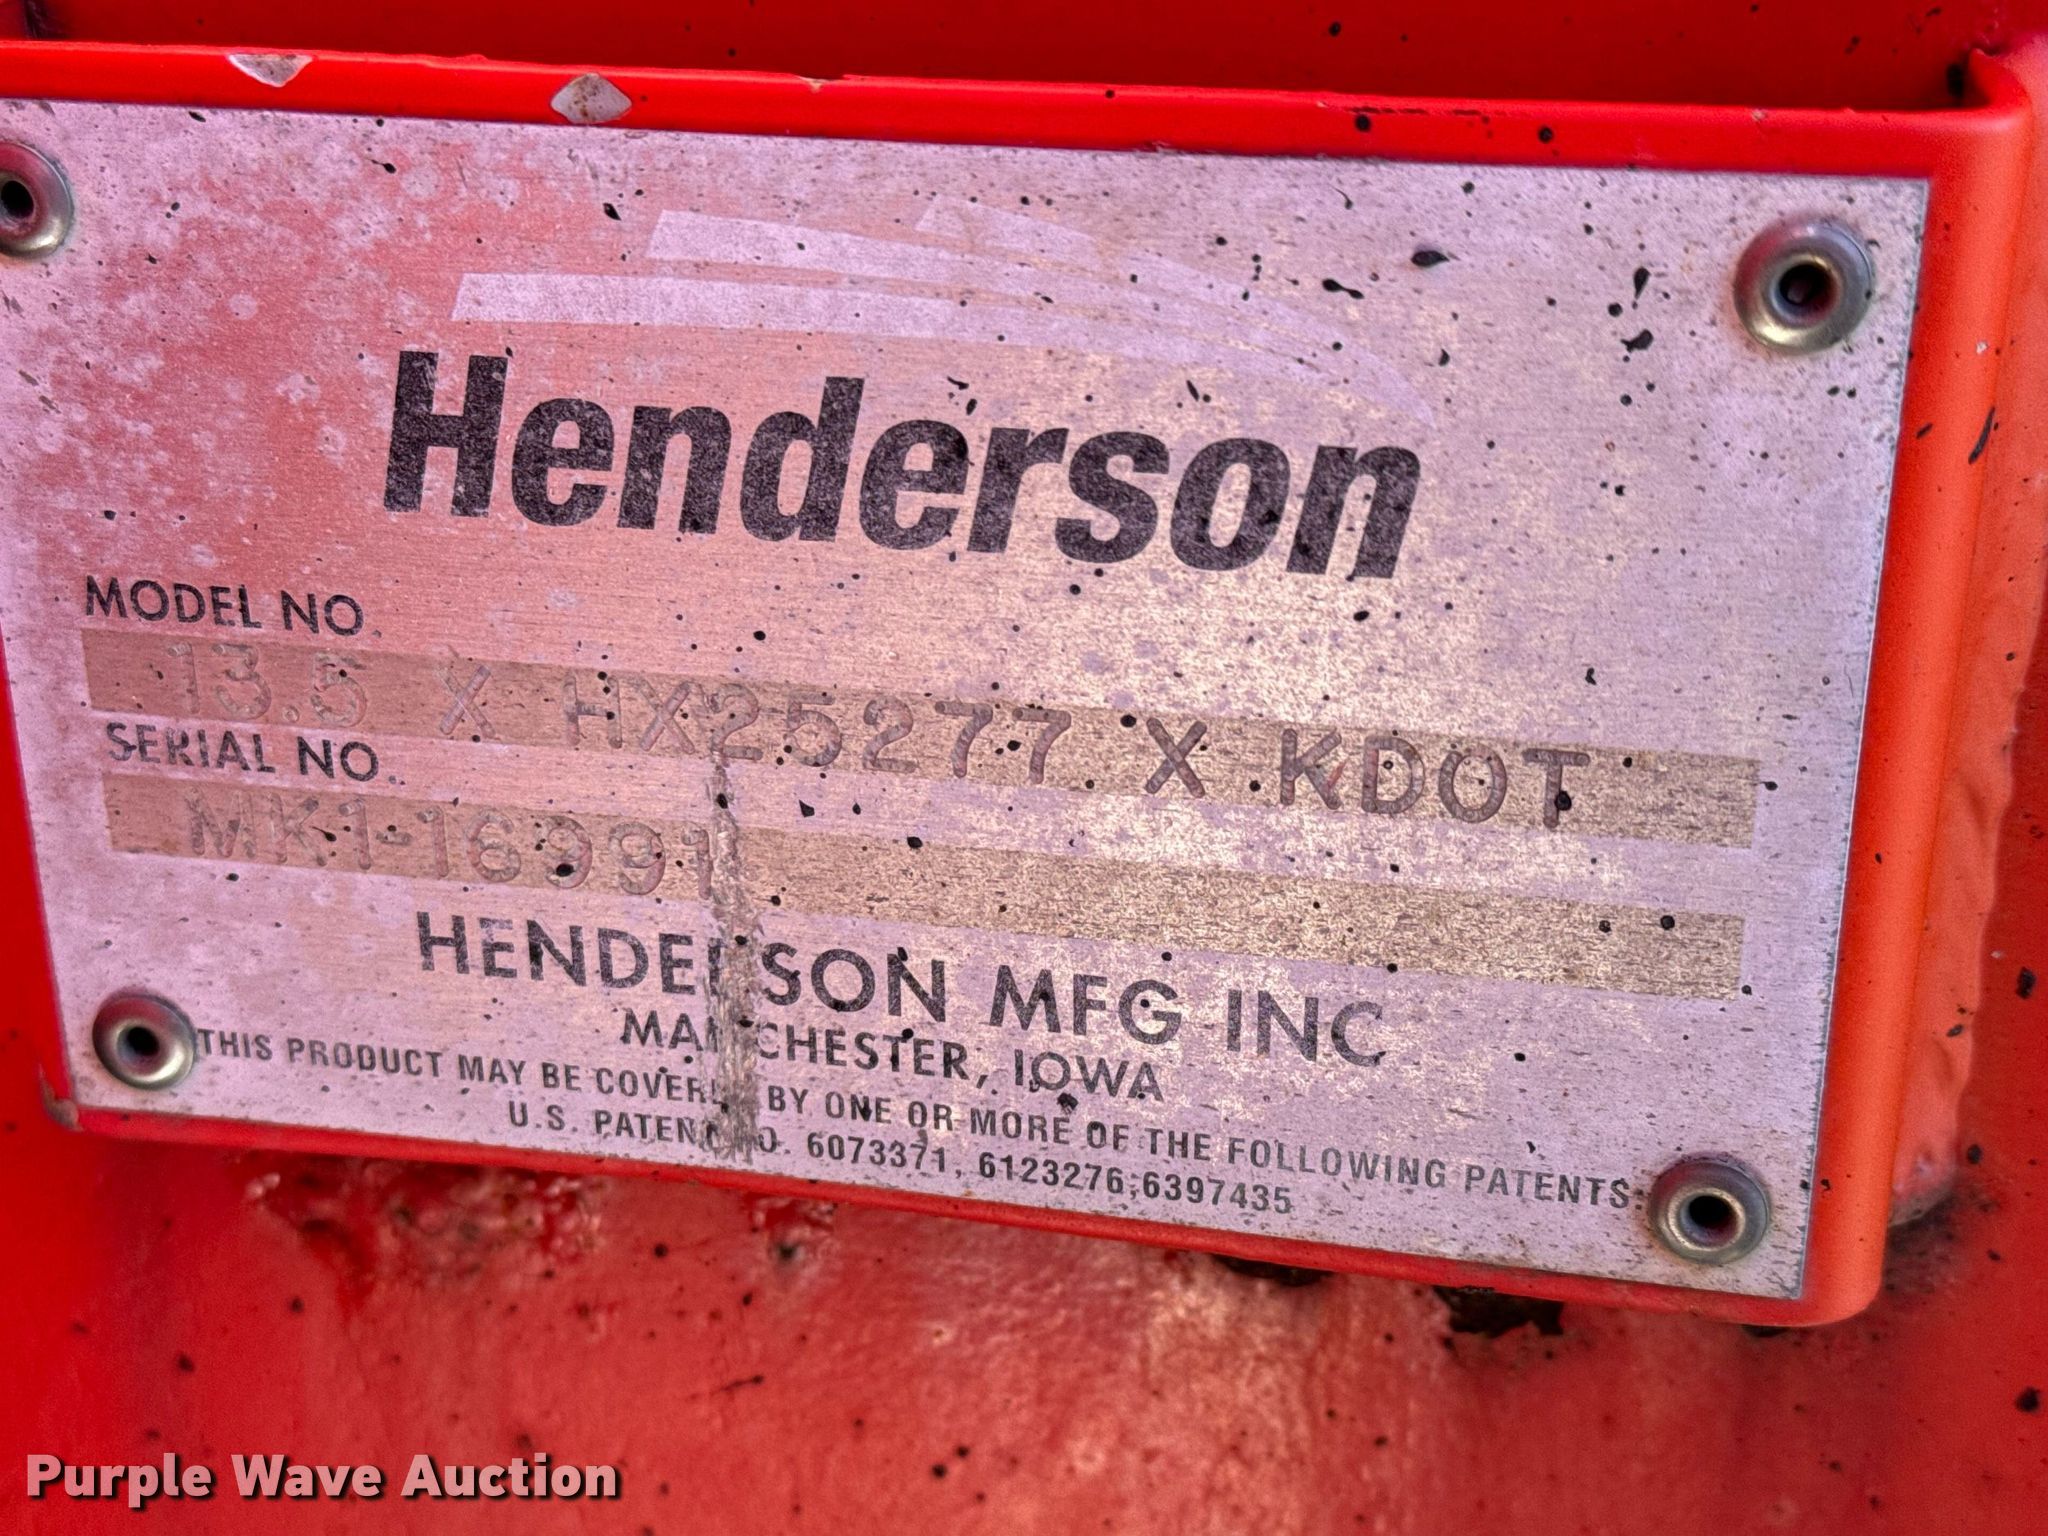 Henderson
MODEL NO.
13.5 X HX25277 X KDOT
SERIAL NO.
MK1-16991
HENDERSON MFG INC
MANCHESTER, IOWA
THIS PRODUCT MAY BE COVERED BY ONE OR MORE OF THE FOLLOWING PATENTS:
U.S. PATENT NO. 6073371, 6123276;6397435
Purple Wave Auction